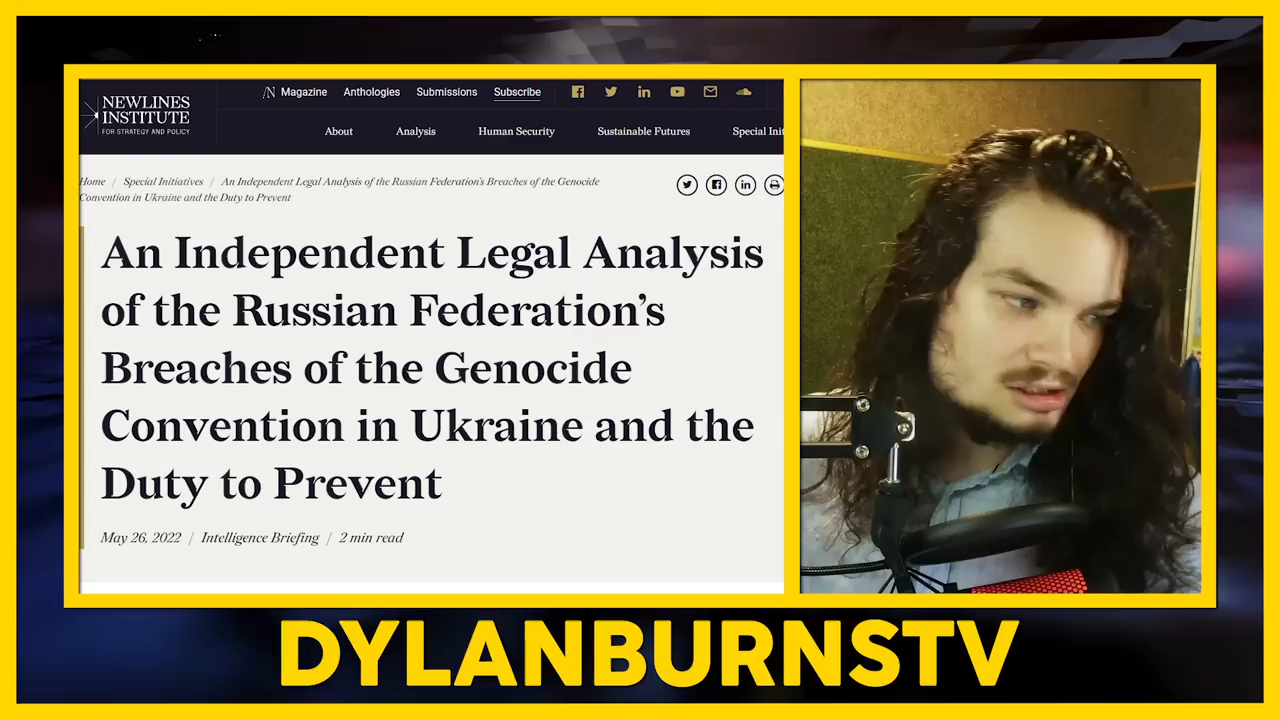 NEWLINES
INSTITUTE
FOR STRATEGY AND POLICY
Magazine Anthologies Submissions Subscribe
About Analysis Human Security Sustainable Futures Special Init
Home / Special Initiatives / An Independent Legal Analysis of the Russian Federation's Breaches of the Genocide
Convention in Ukraine and the Duty to Prevent
An Independent Legal Analysis
of the Russian Federation’s
Breaches of the Genocide
Convention in Ukraine and the
Duty to Prevent
May 26, 2022 / Intelligence Briefing / 2 min read
DYLANBURNSTV